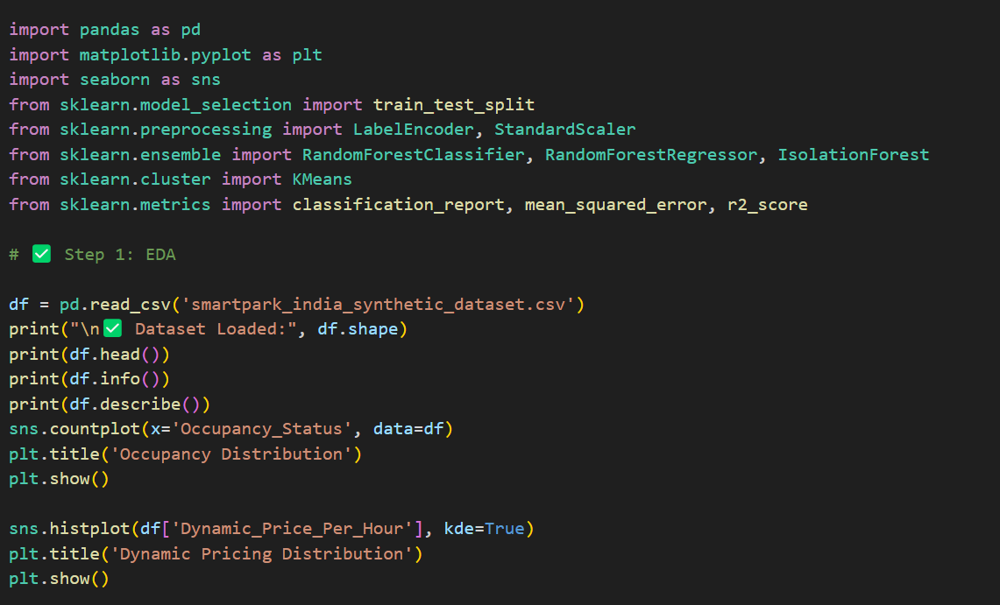 import pandas as pd
import matplotlib.pyplot as plt
import seaborn as sns
from sklearn.model_selection import train_test_split
from sklearn.preprocessing import LabelEncoder, StandardScaler
from sklearn.ensemble import RandomForestClassifier, RandomForestRegressor, IsolationForest
from sklearn.cluster import KMeans
from sklearn.metrics import classification_report, mean_squared_error, r2_score
# ✅ Step 1: EDA
df = pd.read_csv('smartpark_india_synthetic_dataset.csv')
print("\n✅ Dataset Loaded:", df.shape)
print(df.head())
print(df.info())
print(df.describe())
sns.countplot(x='Occupancy_Status', data=df)
plt.title('Occupancy Distribution')
plt.show()
sns.histplot(df['Dynamic_Price_Per_Hour'], kde=True)
plt.title('Dynamic Pricing Distribution')
plt.show()